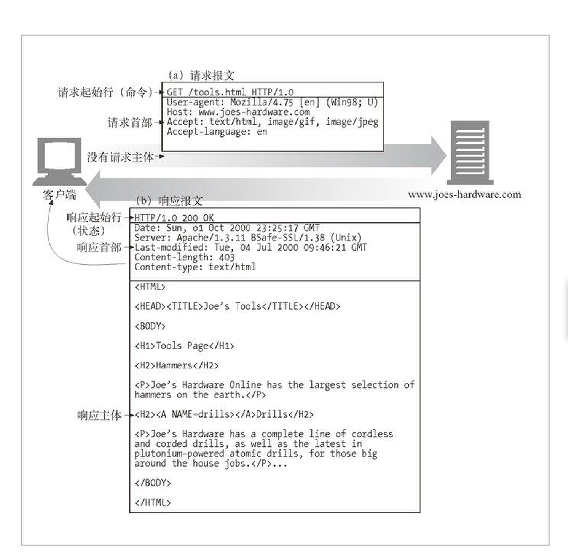 (a) 请求报文
请求起始行（命令）
GET /tools.html HTTP/1.0
User-agent: Mozilla/4.75 [en] (Win98; U)
Host: www.joes-hardware.com
请求首部
Accept: text/html, image/gif, image/jpeg
Accept-language: en
没有请求主体
客户端
www.joes-hardware.com
(b) 响应报文
响应起始行
（状态）
HTTP/1.0 200 OK
Date: Sun, 01 Oct 2000 23:25:17 GMT
Server: Apache/1.3.11 BSafe-SSL/1.38 (Unix)
响应首部
Last-modified: Tue, 04 Jul 2000 09:46:21 GMT
Content-length: 403
Content-type: text/html
<HTML>
<HEAD><TITLE>Joe's Tools</TITLE></HEAD>
<BODY>
<H1>Tools Page</H1>
<H2>Hammers</H2>
<P>Joe's Hardware Online has the largest selection of
hammers on the earth.</P>
响应主体
<H2><A NAME=drills></A>Drills</H2>
<P>Joe's Hardware has a complete line of cordless
and corded drills, as well as the latest in
plutonium-powered atomic drills, for those big
around the house jobs.</P>...
</BODY>
</HTML>